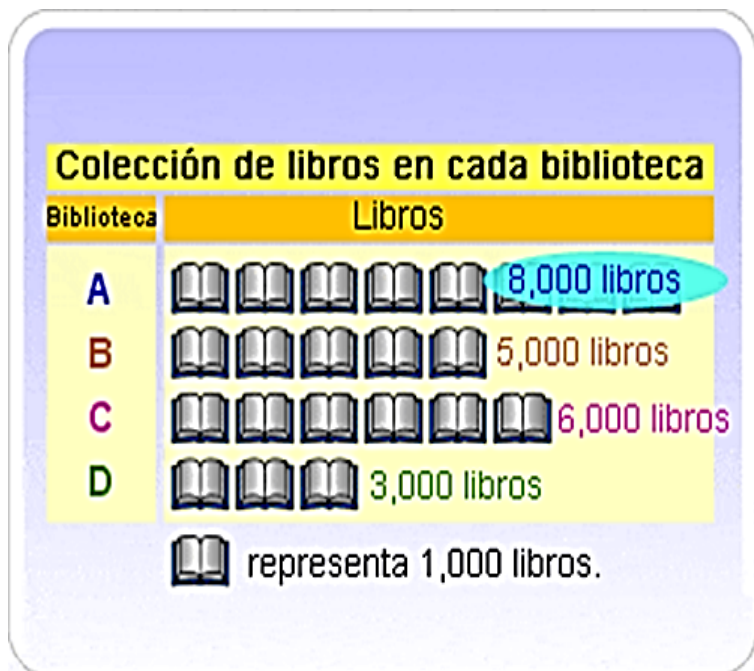 Colección de libros en cada biblioteca
Biblioteca Libros
A 8,000 libros
B 5,000 libros
C 6,000 libros
D 3,000 libros
representa 1,000 libros.